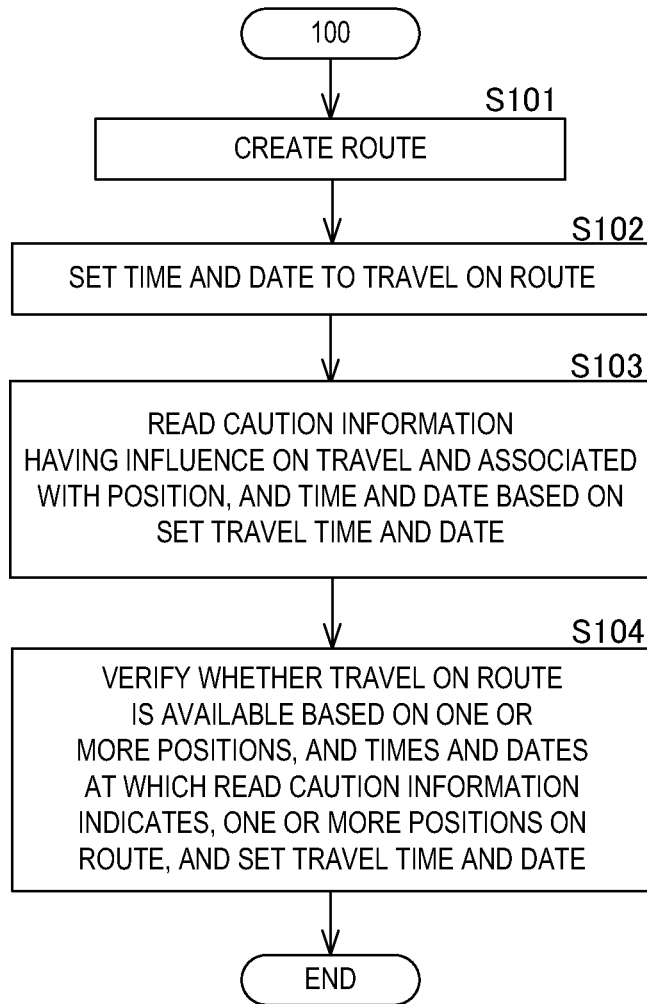 100
S101
CREATE ROUTE
S102
SET TIME AND DATE TO TRAVEL ON ROUTE
S103
READ CAUTION INFORMATION
HAVING INFLUENCE ON TRAVEL AND ASSOCIATED
WITH POSITION, AND TIME AND DATE BASED ON
SET TRAVEL TIME AND DATE
S104
VERIFY WHETHER TRAVEL ON ROUTE
IS AVAILABLE BASED ON ONE OR
MORE POSITIONS, AND TIMES AND DATES
AT WHICH READ CAUTION INFORMATION
INDICATES, ONE OR MORE POSITIONS ON
ROUTE, AND SET TRAVEL TIME AND DATE
END